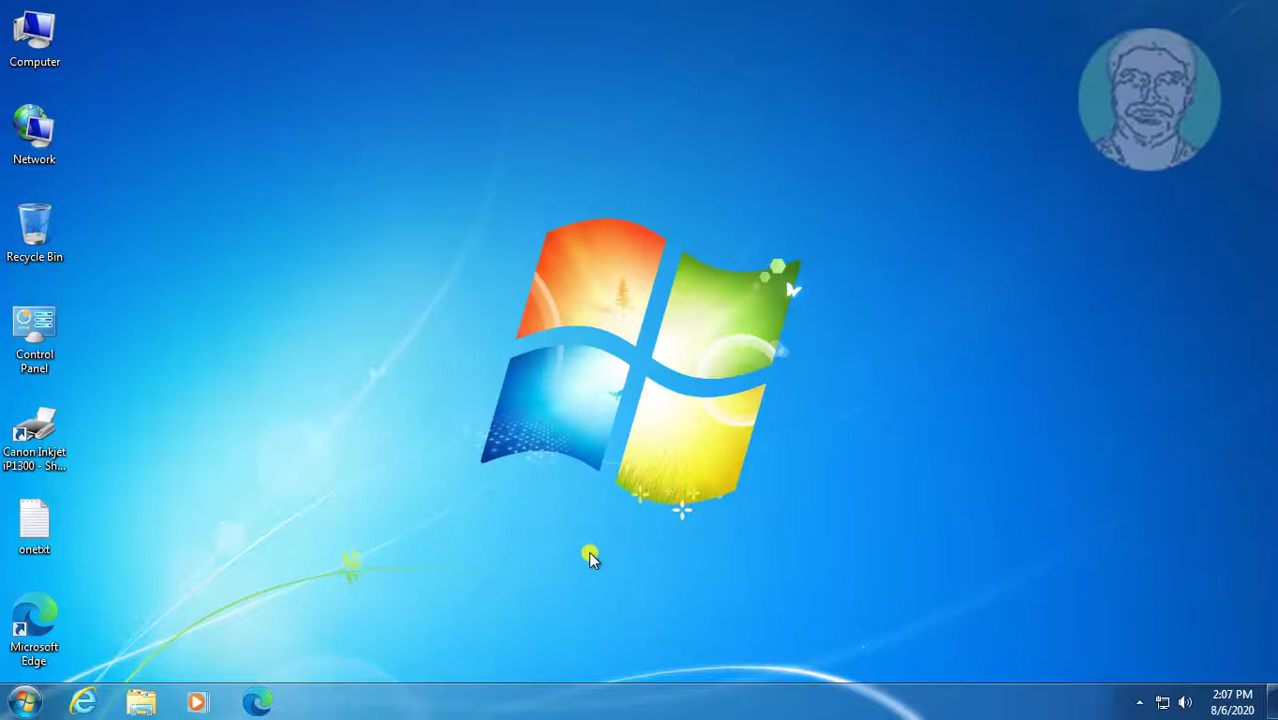 Computer
Network
Recycle Bin
Control
Panel
Canon Inkjet
iP1300 - Sh...
onetxt
Microsoft
Edge
2:07 PM
8/6/2020